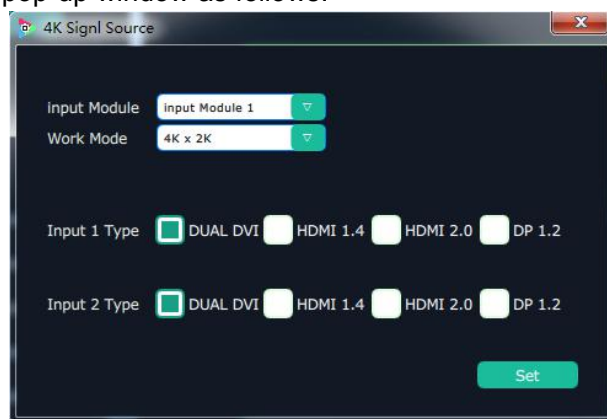 pop-up window as follows:
4K Signl Source
input Module input Module 1
Work Mode 4K x 2K
Input 1 Type DUAL DVI HDMI 1.4 HDMI 2.0 DP 1.2
Input 2 Type DUAL DVI HDMI 1.4 HDMI 2.0 DP 1.2
Set